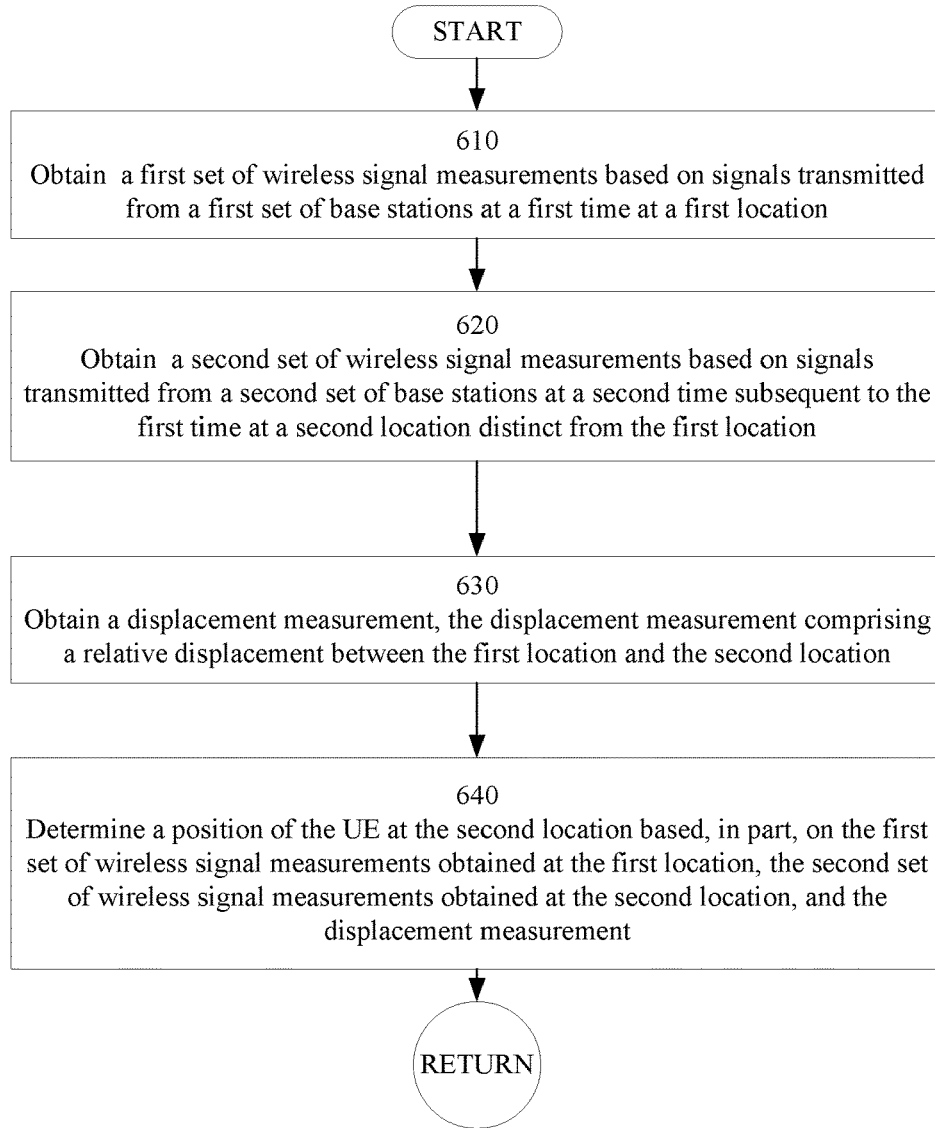 START
610
Obtain a first set of wireless signal measurements based on signals transmitted
from a first set of base stations at a first time at a first location
620
Obtain a second set of wireless signal measurements based on signals
transmitted from a second set of base stations at a second time subsequent to the
first time at a second location distinct from the first location
630
Obtain a displacement measurement, the displacement measurement comprising
a relative displacement between the first location and the second location
640
Determine a position of the UE at the second location based, in part, on the first
set of wireless signal measurements obtained at the first location, the second set
of wireless signal measurements obtained at the second location, and the
displacement measurement
RETURN